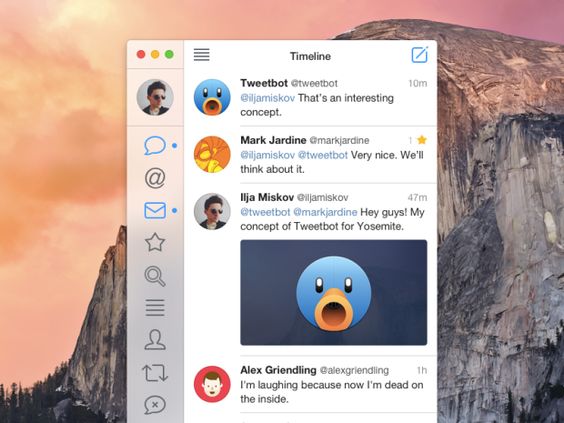 Timeline
Tweetbot @tweetbot 10m
@iljamiskov That's an interesting
concept.
Mark Jardine @markjardine 1
@iljamiskov @tweetbot Very nice. We'll
think about it.
Ilja Miskov @iljamiskov 47m
@tweetbot @markjardine Hey guys! My
concept of Tweetbot for Yosemite.
Alex Griendling @alexgriendling 1h
I'm laughing because now I'm dead on
the inside.